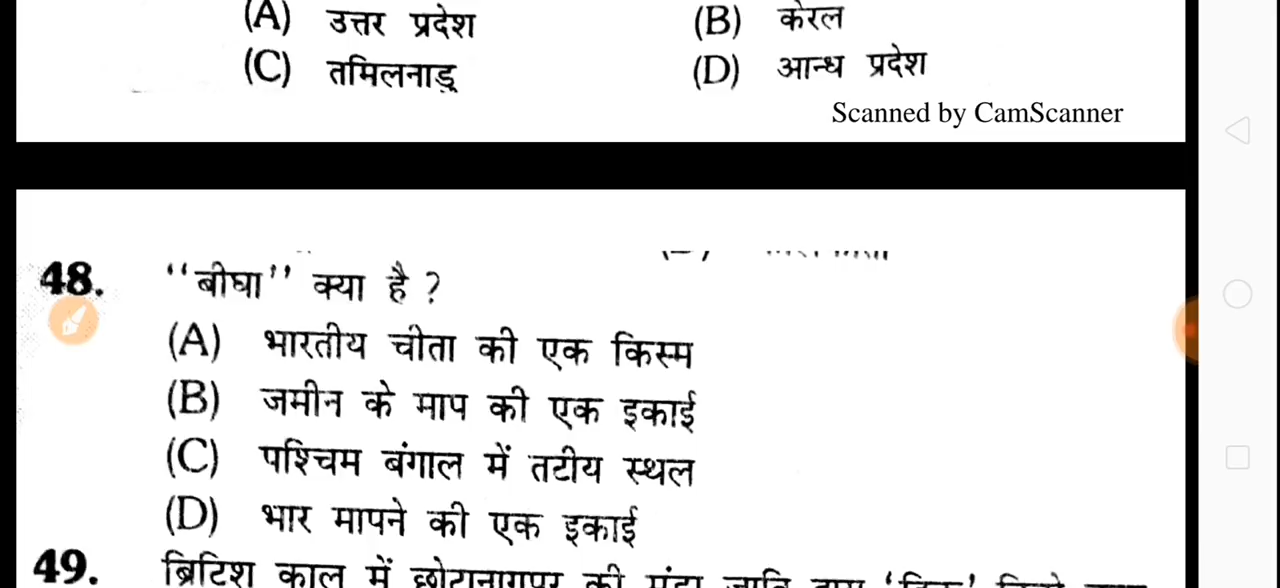 (A) उत्तर प्रदेश (B) केरल
(C) तमिलनाडू (D) आन्ध प्रदेश
Scanned by CamScanner
48. ‘‘बीघा’’ क्या है ?
(A) भारतीय चीता की एक किस्म
(B) जमीन के माप की एक इकाई
(C) पश्चिम बंगाल में तटीय स्थल
(D) भार मापने की एक इकाई
49. ब्रिटिश काल में छोटानागपुर की